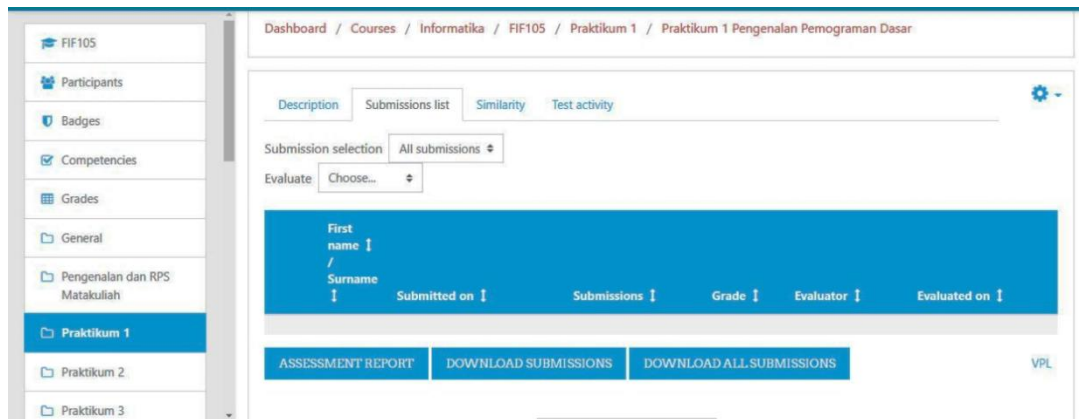 FIF105
Participants
Badges
Competencies
Grades
General
Pengenalan dan RPS
Matakuliah
Praktikum 1
Praktikum 2
Praktikum 3
Dashboard / Courses / Informatika / FIF105 / Praktikum 1 / Praktikum 1 Pengenalan Pemograman Dasar
Description Submissions list Similarity Test activity
Submission selection All submissions
Evaluate Choose...
First
name
/
Surname
Submitted on Submissions Grade Evaluator Evaluated on
ASSESSMENT REPORT DOWNLOAD SUBMISSIONS DOWNLOAD ALL SUBMISSIONS VPL